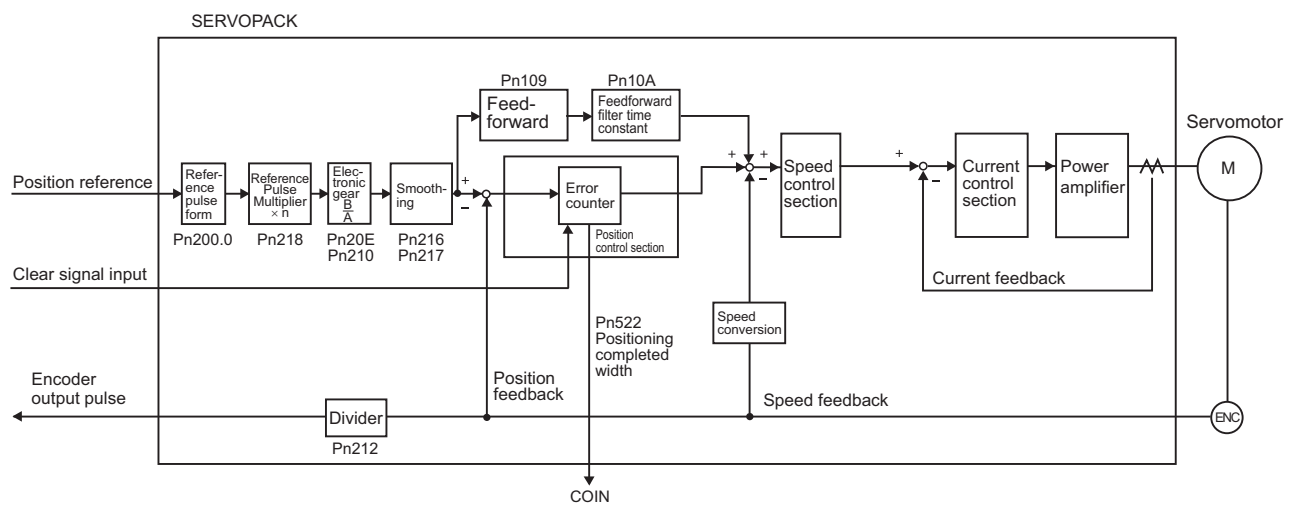 SERVOPACK
Pn109
Pn10A
Feed-
forward
Feedforward
filter time
constant
Servomotor
Position reference
Refer-
ence
pulse
form
Reference
Pulse
Multiplier
× n
Elec-
tronic
gear
B
A
Smooth-
ing
+
−
Error
counter
Position
control section
+
+
−
Speed
control
section
+
−
Current
control
section
Power
amplifier
M
Pn200.0
Pn218
Pn20E
Pn210
Pn216
Pn217
Clear signal input
Current feedback
Pn522
Positioning
completed
width
Speed
conversion
Encoder
output pulse
Position
feedback
Speed feedback
Divider
ENC
Pn212
COIN